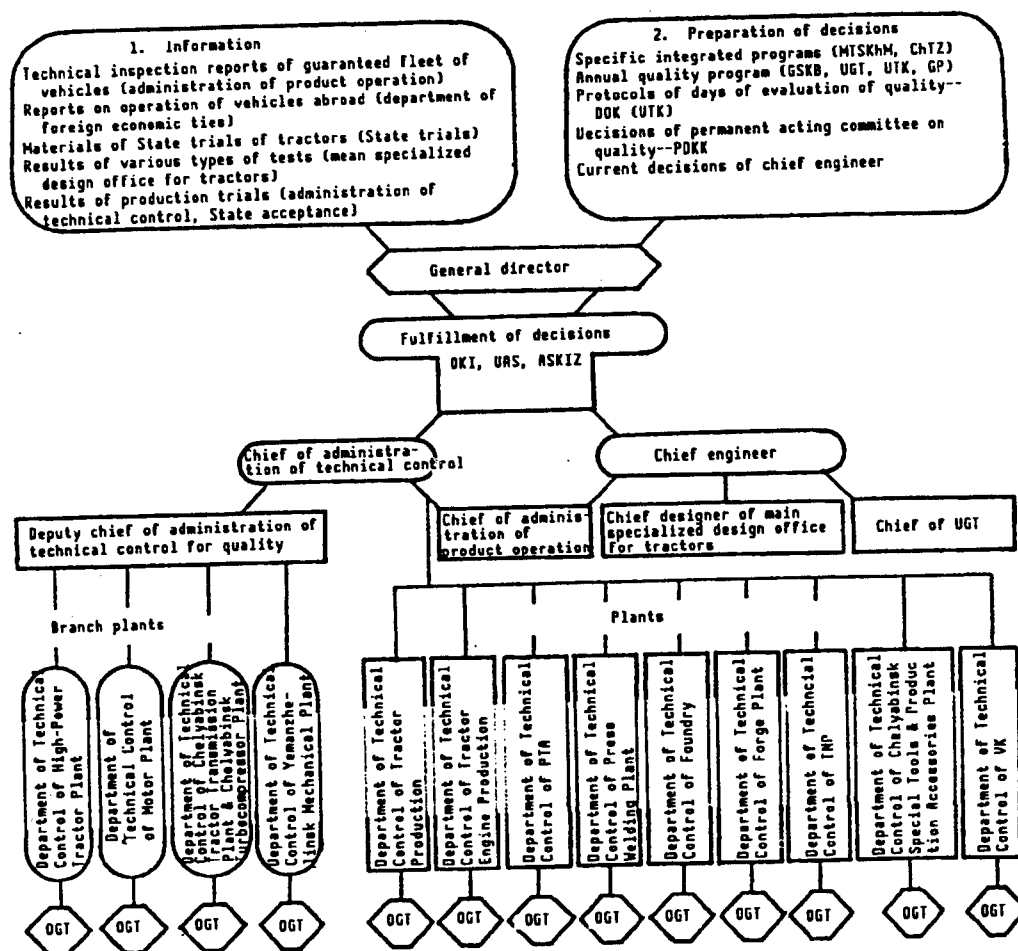 1. Information
Technical inspection reports of guaranteed fleet of
vehicles (administration of product operation)
Reports on operation of vehicles abroad (department of
foreign economic ties)
Materials of State trials of tractors (State trials)
Results of various types of tests (mean specialized
design office for tractors)
Results of production trials (administration of
technical control, State acceptance)
2. Preparation of decisions
Specific integrated programs (MTSKhM, ChTZ)
Annual quality program (GSKB, UGT, UTK, GP)
Protocols of days of evaluation of quality--
DOK (UTK)
Decisions of permanent acting committee on
quality--PDKK
Current decisions of chief engineer
General director
Fulfillment of decisions
OKI, UAS, ASKIZ
Chief of administra-
tion of technical control
Chief engineer
Deputy chief of administration of
technical control for quality
Chief of adminis-
tration of
product operation
Chief designer of main
specialized design office
for tractors
Chief of UGT
Branch plants
Plants
Department of Technical
Control of High-Power
Tractor Plant
Department of
Technical Control
of Motor Plant
Department of Technical
Control of Chelyabinsk
Tractor Transmission
Plant & Chelyabinsk
Turbocompressor Plant
Department of Technical
Control of Yemanzhe-
linsk Mechanical Plant
Department of Technical
Control of Tractor
Production
Department of Technical
Control of Tractor
Engine Production
Department of Technical
Control of PTA
Department of Technical
Control of Press
Welding Plant
Department of Technical
Control of Foundry
Department of Technical
Control of Forge Plant
Department of Techncial
Control of TNP
Department of Technical
Control of Chelyabinsk
Special Tools & Produc
tion Accessories Plant
Department of Technical
Control of VK
OGT
OGT
OGT
OGT
OGT
OGT
OGT
OGT
OGT
OGT
OGT
OGT
OGT